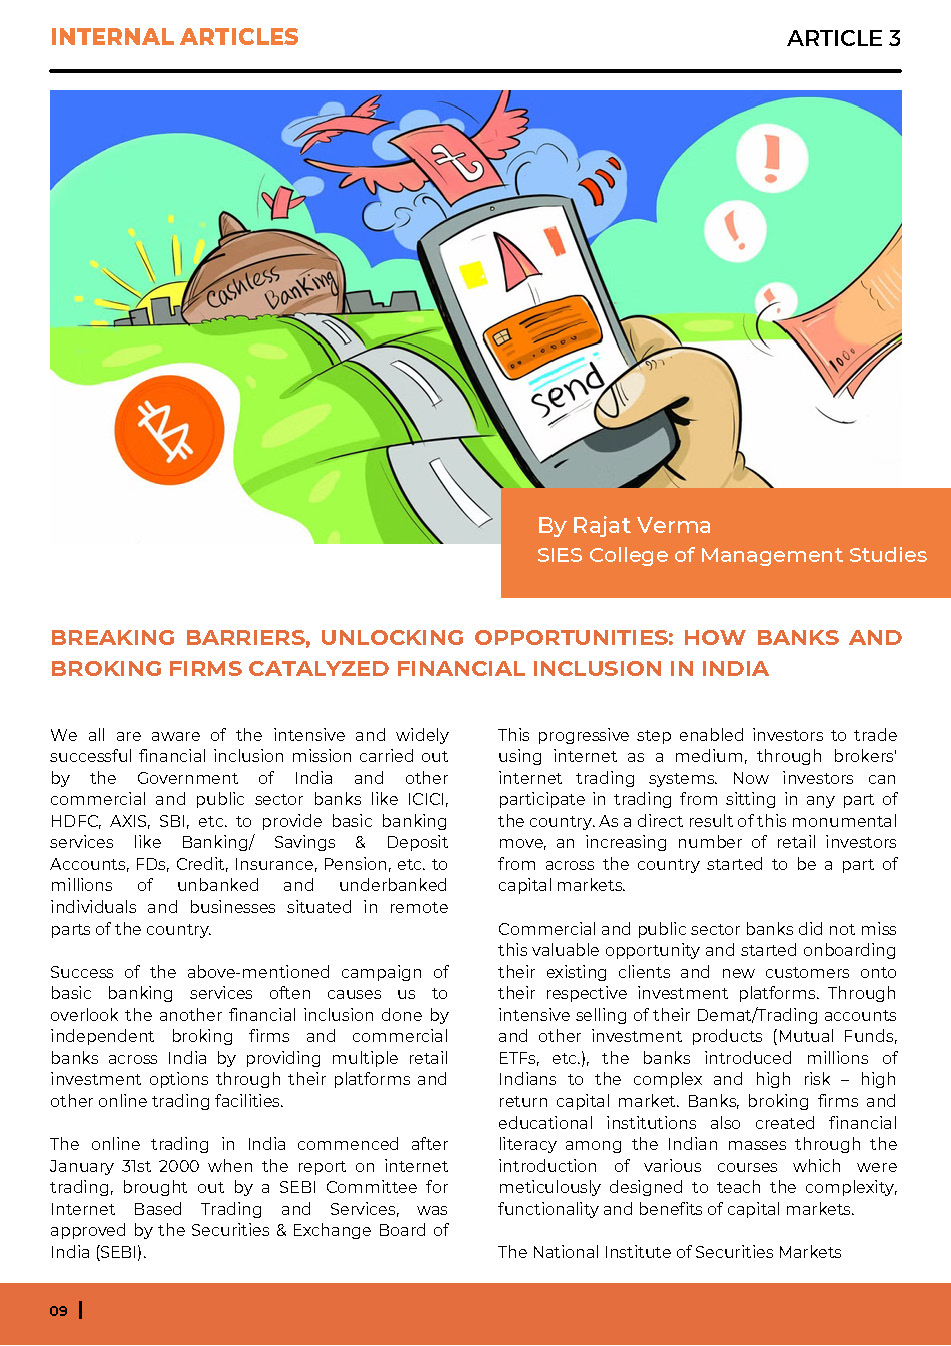 INTERNAL ARTICLES
ARTICLE 3
Cashless
Banking
send
1000
By Rajat Verma
SIES College of Management Studies
BREAKING BARRIERS, UNLOCKING OPPORTUNITIES: HOW BANKS AND
BROKING FIRMS CATALYZED FINANCIAL INCLUSION IN INDIA
We all are aware of the intensive and widely
successful financial inclusion mission carried out
by the Government of India and other
commercial and public sector banks like ICICI,
HDFC, AXIS, SBI, etc. to provide basic banking
services like Banking/ Savings & Deposit
Accounts, FDs, Credit, Insurance, Pension, etc. to
millions of unbanked and underbanked
individuals and businesses situated in remote
parts of the country.
Success of the above-mentioned campaign of
basic banking services often causes us to
overlook the another financial inclusion done by
independent broking firms and commercial
banks across India by providing multiple retail
investment options through their platforms and
other online trading facilities.
The online trading in India commenced after
January 31st 2000 when the report on internet
trading, brought out by a SEBI Committee for
Internet Based Trading and Services, was
approved by the Securities & Exchange Board of
India (SEBI).
This progressive step enabled investors to trade
using internet as a medium, through brokers'
internet trading systems. Now investors can
participate in trading from sitting in any part of
the country. As a direct result of this monumental
move, an increasing number of retail investors
from across the country started to be a part of
capital markets.
Commercial and public sector banks did not miss
this valuable opportunity and started onboarding
their existing clients and new customers onto
their respective investment platforms. Through
intensive selling of their Demat/Trading accounts
and other investment products (Mutual Funds,
ETFs, etc.), the banks introduced millions of
Indians to the complex and high risk – high
return capital market. Banks, broking firms and
educational institutions also created financial
literacy among the Indian masses through the
introduction of various courses which were
meticulously designed to teach the complexity,
functionality and benefits of capital markets.
The National Institute of Securities Markets
09